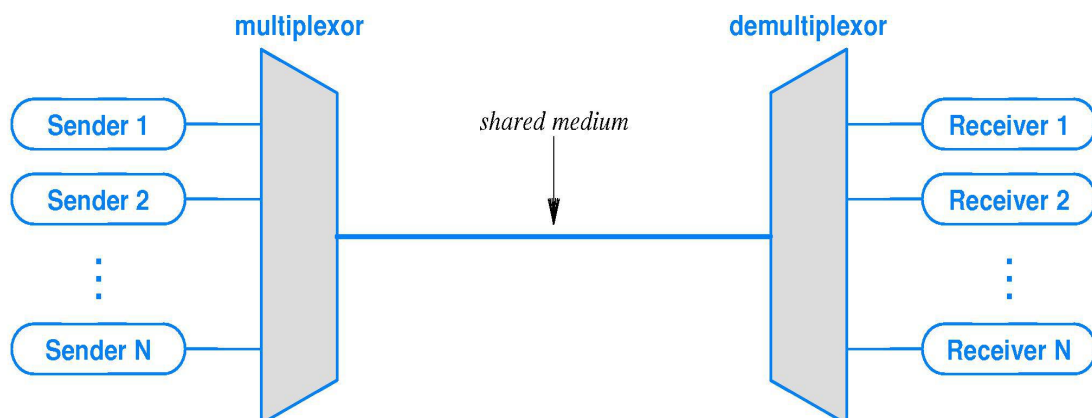 multiplexor
demultiplexor
shared medium
Sender 1
Receiver 1
Sender 2
Receiver 2
Sender N
Receiver N